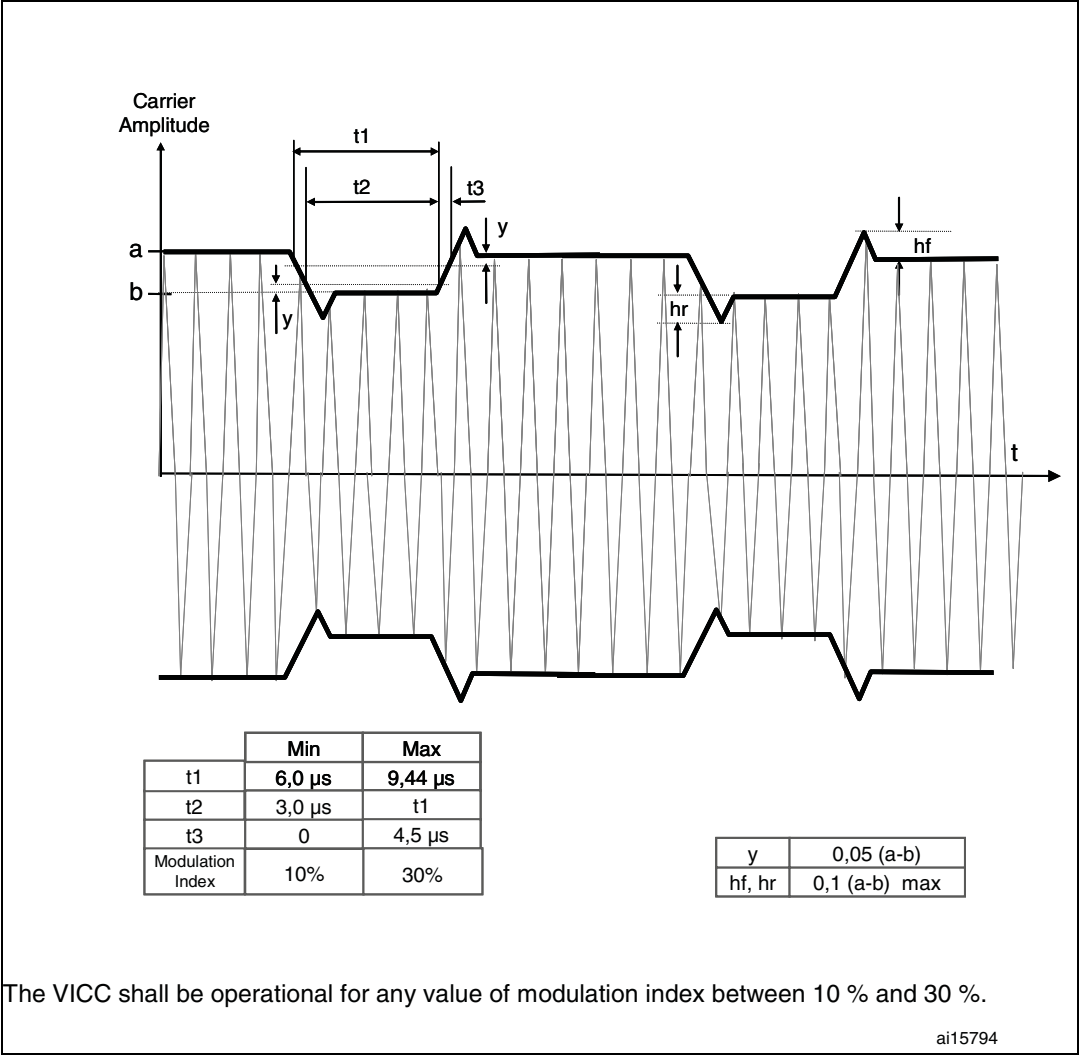 Carrier
Amplitude
t1
t2
t3
y
a
hf
b
hr
y
t
Min Max
t1 6,0 µs 9,44 µs
t2 3,0 µs t1
t3 0 4,5 µs
Modulation
Index 10% 30%
y 0,05 (a-b)
hf, hr 0,1 (a-b) max
The VICC shall be operational for any value of modulation index between 10 % and 30 %.
ai15794